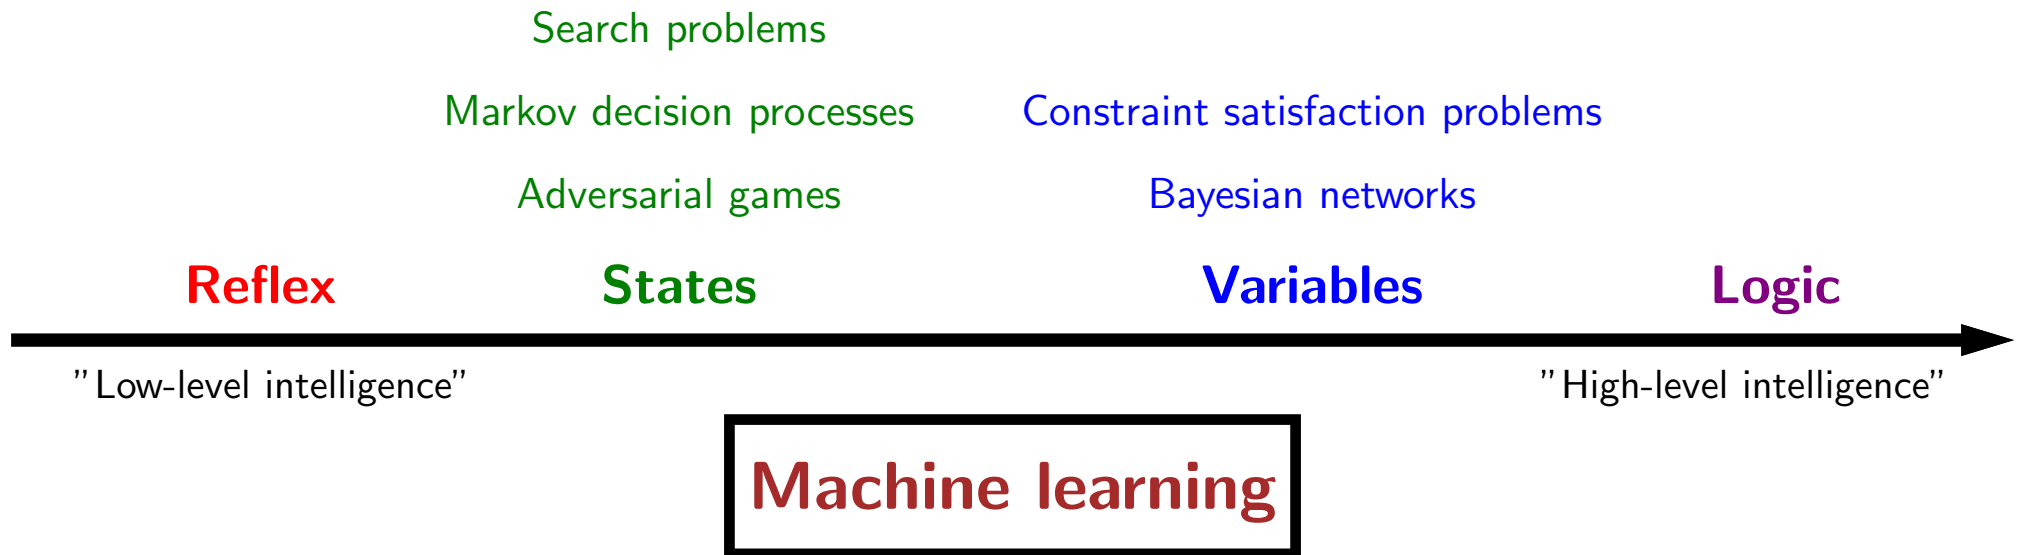 Search problems
Markov decision processes Constraint satisfaction problems
Adversarial games Bayesian networks
Reflex States Variables Logic
"Low-level intelligence" "High-level intelligence"
Machine learning